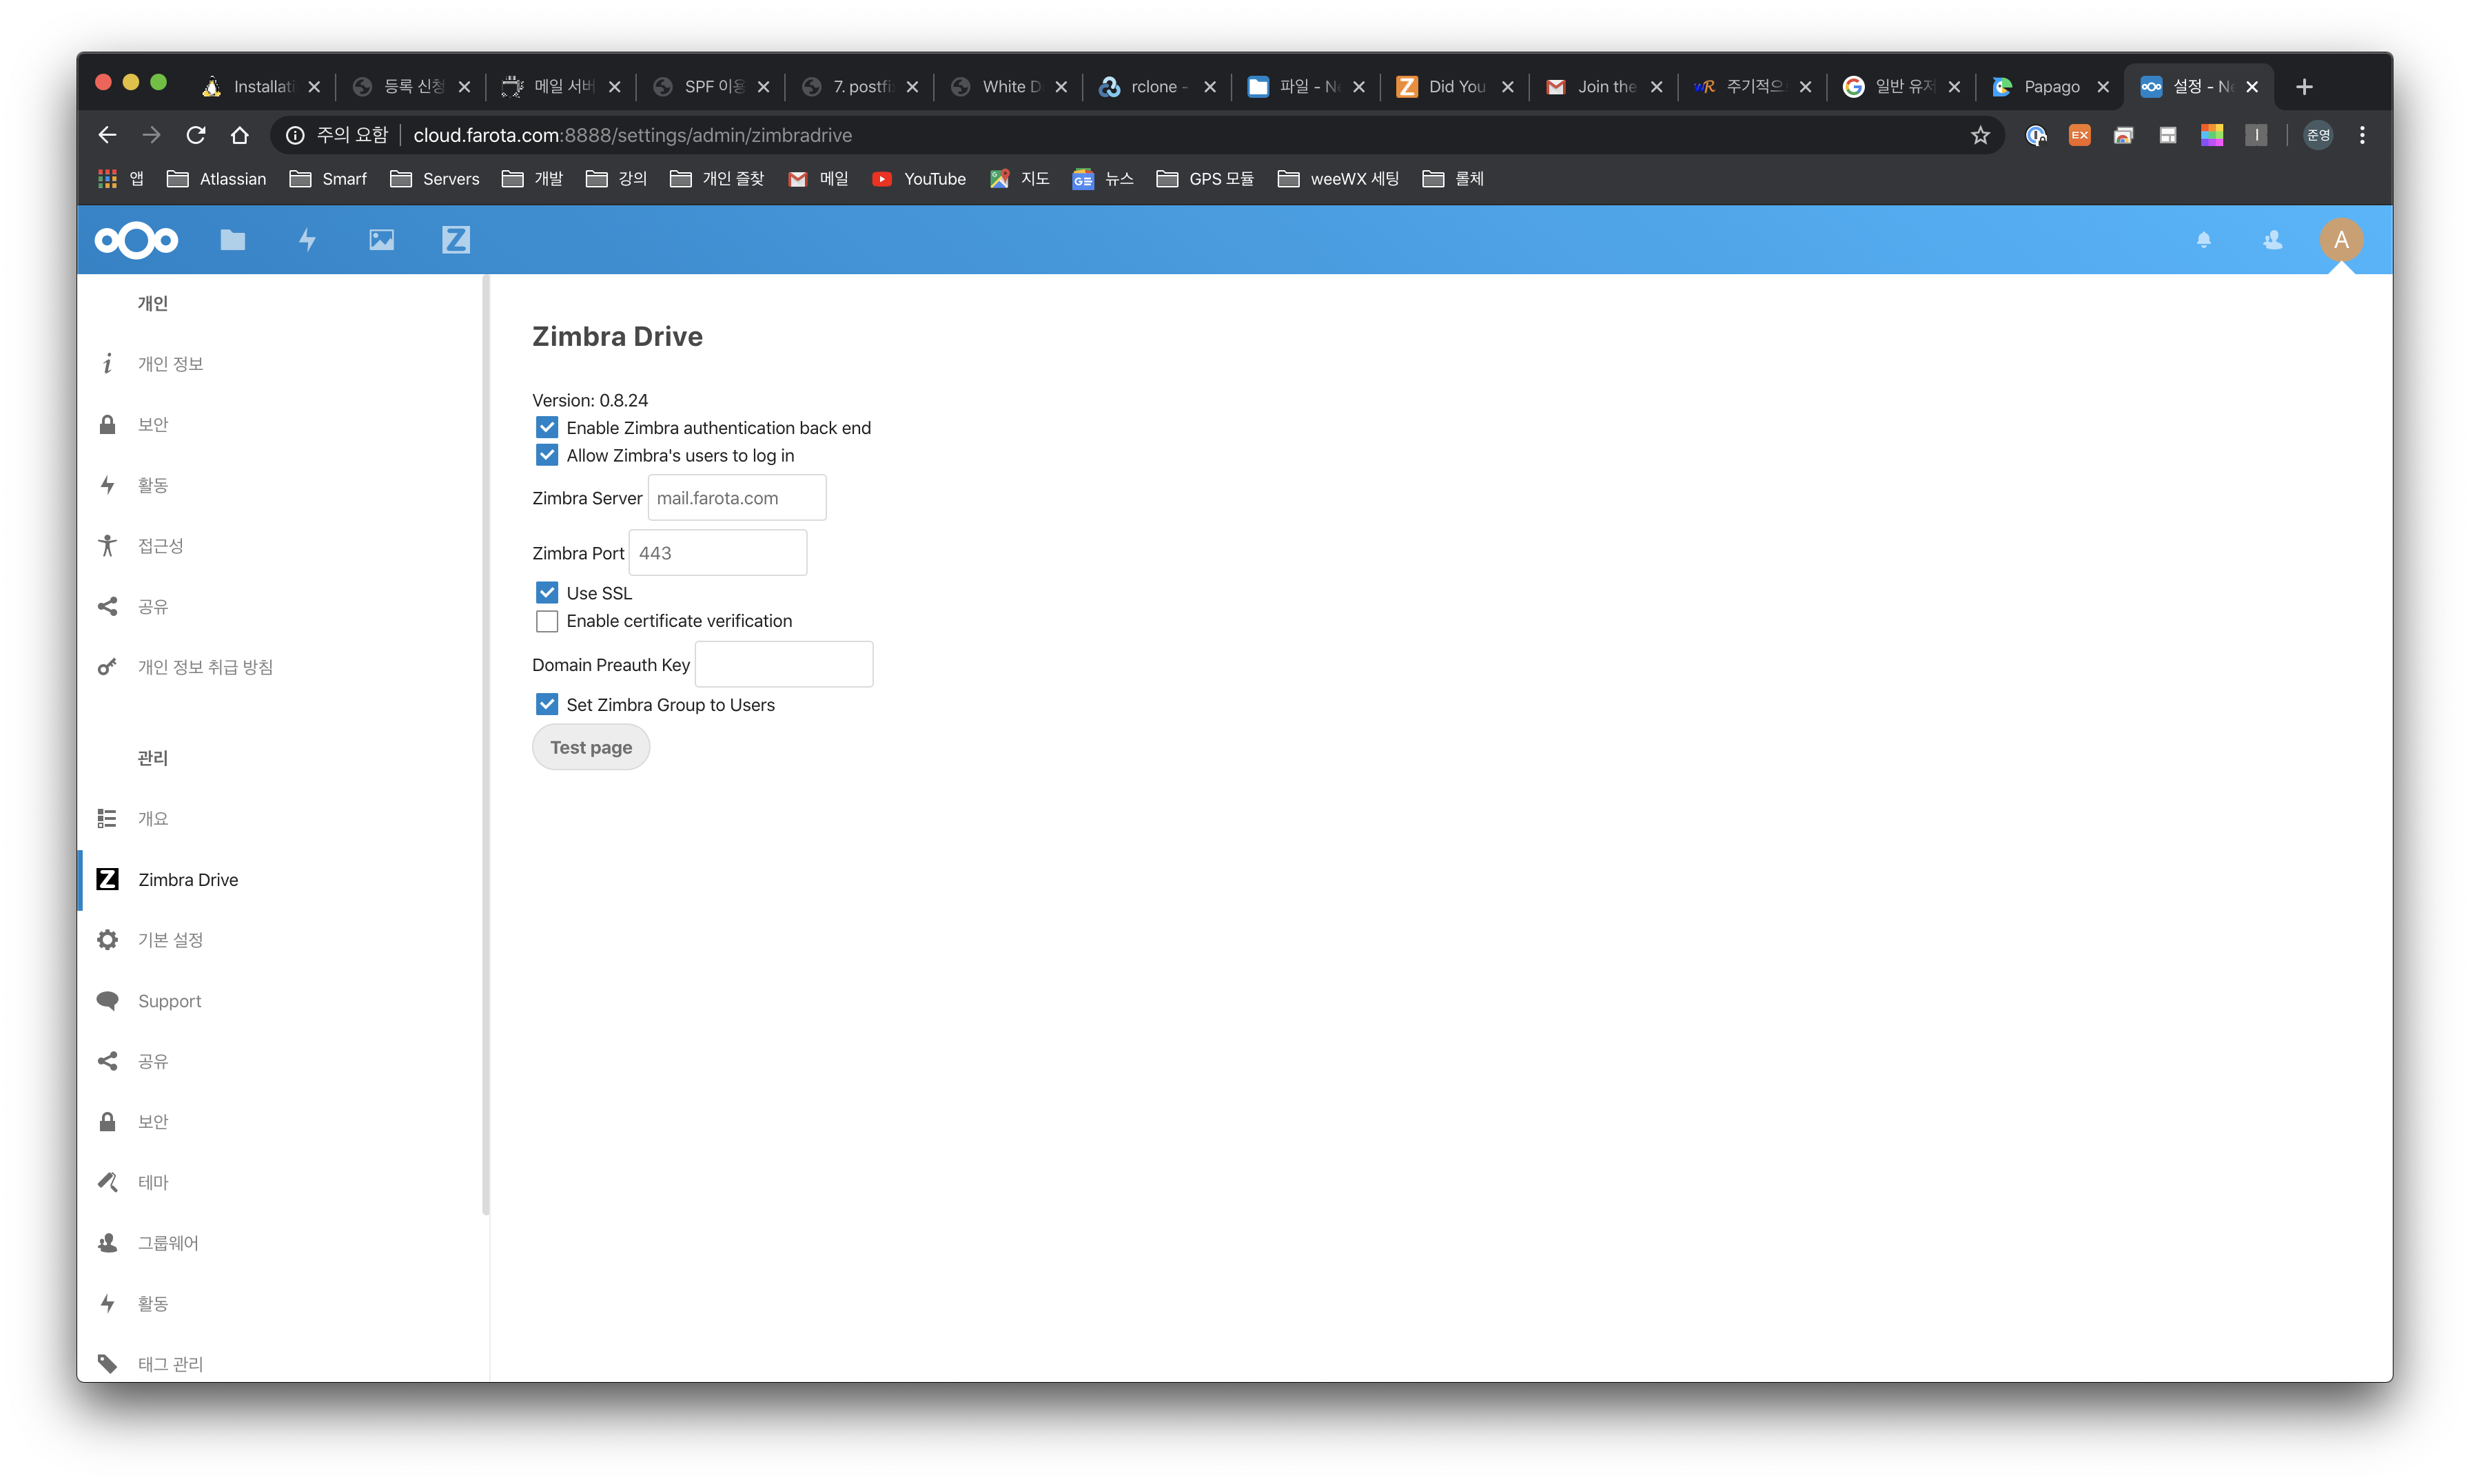 Installati
등록 신청
메일 서버
SPF 이용
7. postfi
White D
rclone -
파일 - Ne
Did You
Join the
주기적으
일반 유저
Papago
설정 - Ne
주의 요함
cloud.farota.com:8888/settings/admin/zimbradrive
EX
준영
앱
Atlassian
Smarf
Servers
개발
강의
개인 즐찾
메일
YouTube
지도
뉴스
GPS 모듈
weeWX 세팅
롤체
Z
A
개인
개인 정보
보안
활동
접근성
공유
개인 정보 취급 방침
관리
개요
Zimbra Drive
기본 설정
Support
공유
보안
테마
그룹웨어
활동
태그 관리
Zimbra Drive
Version: 0.8.24
Enable Zimbra authentication back end
Allow Zimbra's users to log in
Zimbra Server mail.farota.com
Zimbra Port 443
Use SSL
Enable certificate verification
Domain Preauth Key
Set Zimbra Group to Users
Test page